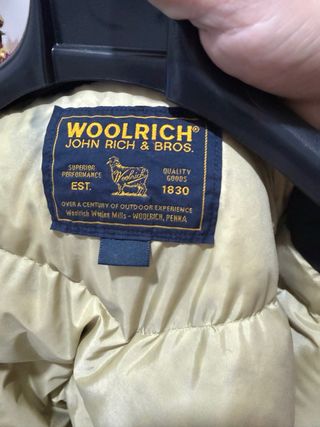 WOOLRICH®
JOHN RICH & BROS.
SUPERIOR PERFORMANCE
QUALITY GOODS
Woolrich
EST. 1830
OVER A CENTURY OF OUTDOOR EXPERIENCE
Woolrich Woolen Mills - WOOLRICH, PENNA